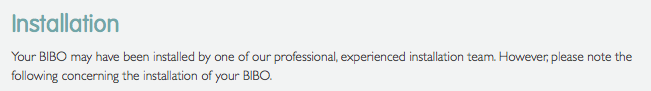 Installation
Your BIBO may have been installed by one of our professional, experienced installation team. However, please note the
following concerning the installation of your BIBO.